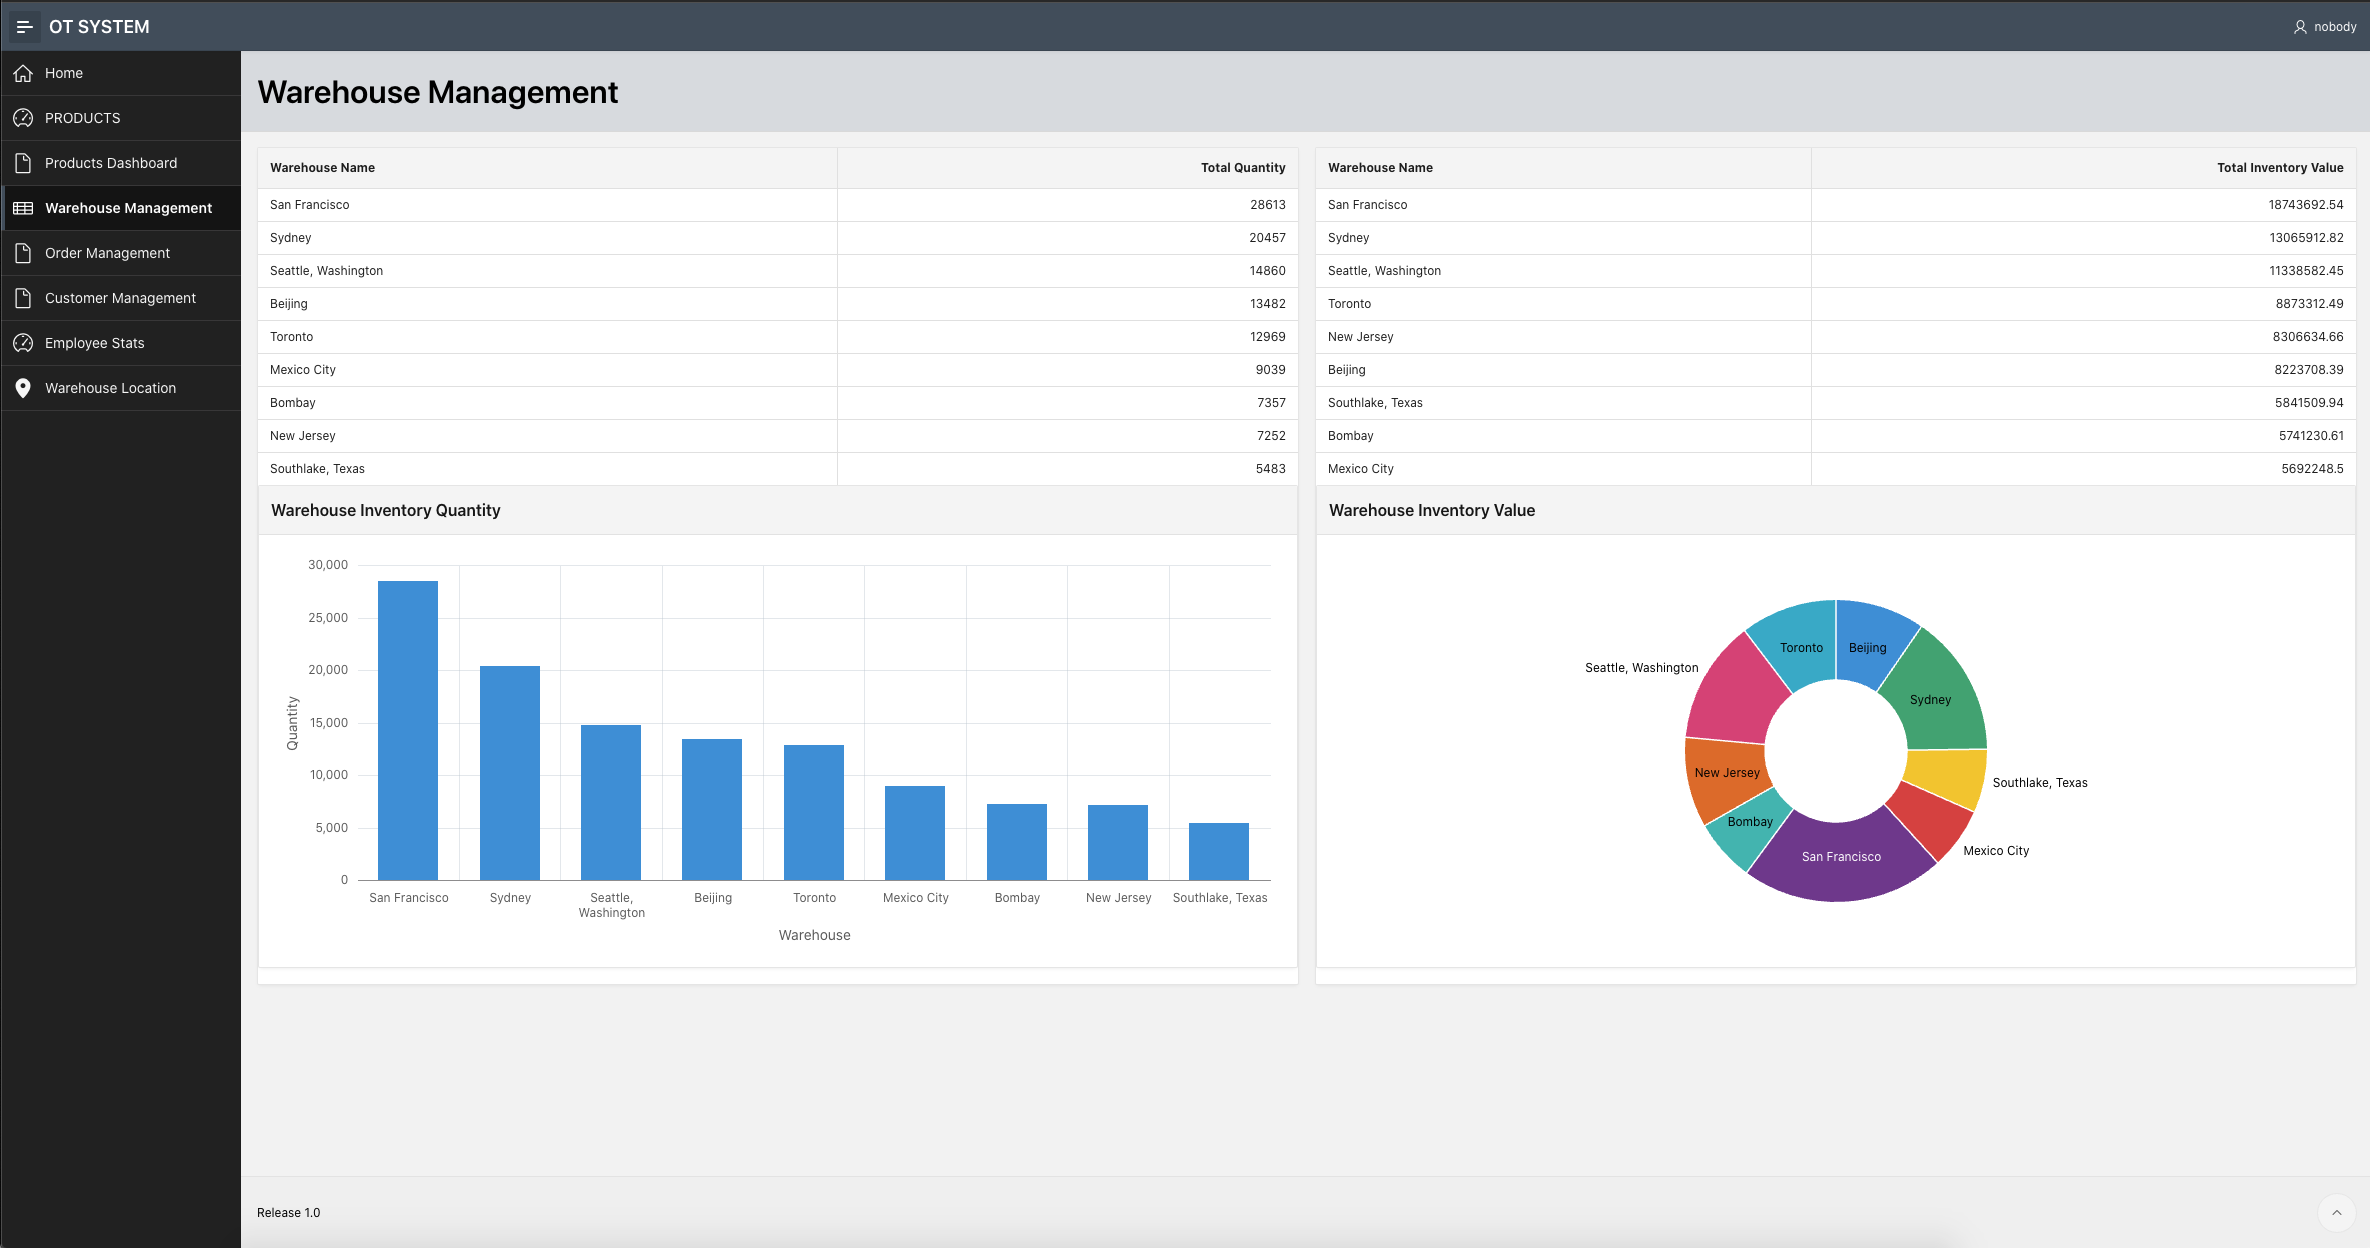 OT SYSTEM
nobody
Home
PRODUCTS
Products Dashboard
Warehouse Management
Order Management
Customer Management
Employee Stats
Warehouse Location
Warehouse Management
Warehouse Name Total Quantity
San Francisco 28613
Sydney 20457
Seattle, Washington 14860
Beijing 13482
Toronto 12969
Mexico City 9039
Bombay 7357
New Jersey 7252
Southlake, Texas 5483
Warehouse Inventory Quantity
30,000
25,000
20,000
15,000
10,000
5,000
0
Quantity
San Francisco
Sydney
Seattle,
Washington
Beijing
Toronto
Mexico City
Bombay
New Jersey
Southlake, Texas
Warehouse
Warehouse Name Total Inventory Value
San Francisco 18743692.54
Sydney 13065912.82
Seattle, Washington 11338582.45
Toronto 8873312.49
New Jersey 8306634.66
Beijing 8223708.39
Southlake, Texas 5841509.94
Bombay 5741230.61
Mexico City 5692248.5
Warehouse Inventory Value
Toronto
Beijing
Seattle, Washington
Sydney
New Jersey
Southlake, Texas
Bombay
Mexico City
San Francisco
Release 1.0